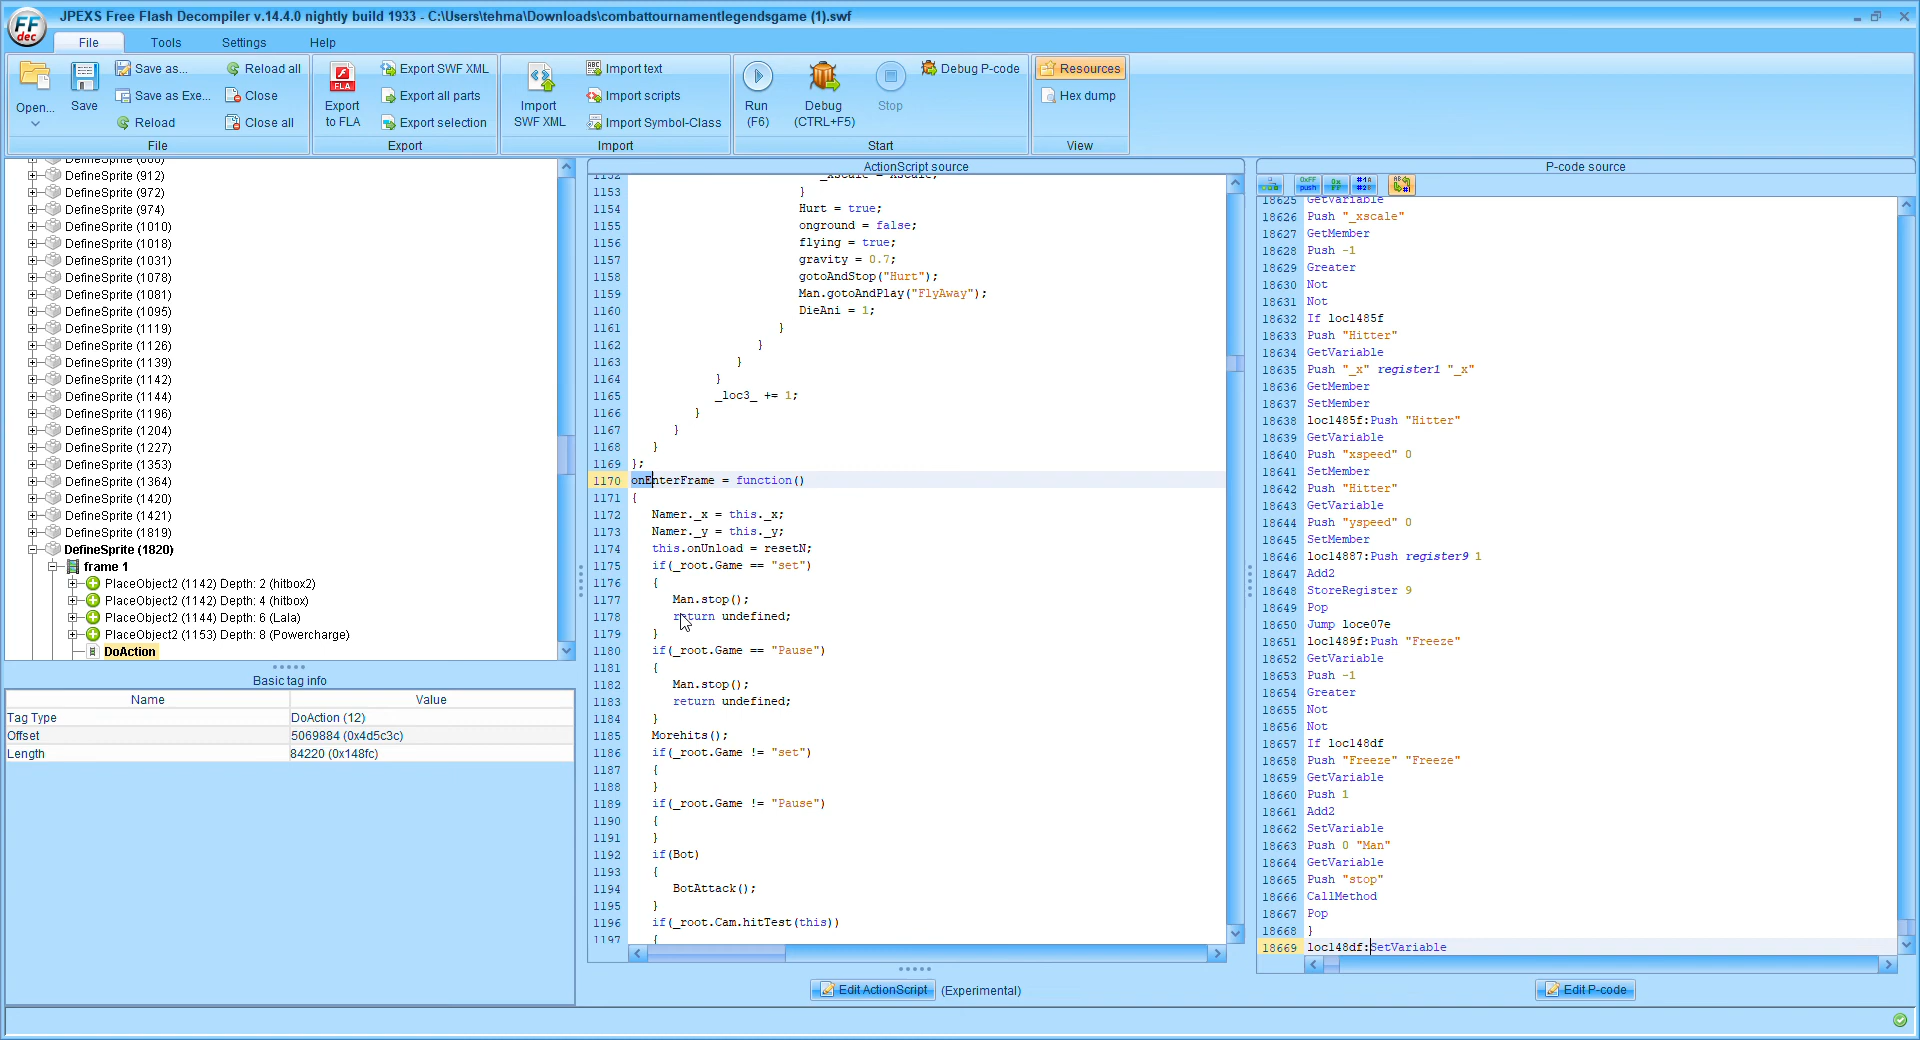 JPEXS Free Flash Decompiler v.14.4.0 nightly build 1933 - C:\Users\tehma\Downloads\combattournamentlegendsgame (1).swf
FF
dec
File Tools Settings Help
Open...
Save
Save as...
Save as Exe...
Reload
Reload all
Close
Close all
File
Export to FLA
Export SWF XML
Export all parts
Export selection
Export
Import SWF XML
Import text
Import scripts
Import Symbol-Class
Import
Run (F6)
Debug (CTRL+F5)
Stop
Debug P-code
Start
Resources
Hex dump
View
DefineSprite (912)
DefineSprite (972)
DefineSprite (974)
DefineSprite (1010)
DefineSprite (1018)
DefineSprite (1031)
DefineSprite (1078)
DefineSprite (1081)
DefineSprite (1095)
DefineSprite (1119)
DefineSprite (1126)
DefineSprite (1139)
DefineSprite (1142)
DefineSprite (1144)
DefineSprite (1196)
DefineSprite (1204)
DefineSprite (1227)
DefineSprite (1353)
DefineSprite (1364)
DefineSprite (1420)
DefineSprite (1421)
DefineSprite (1819)
DefineSprite (1820)
frame 1
PlaceObject2 (1142) Depth: 2 (hitbox2)
PlaceObject2 (1142) Depth: 4 (hitbox)
PlaceObject2 (1144) Depth: 6 (Lala)
PlaceObject2 (1153) Depth: 8 (Powercharge)
DoAction
Basic tag info
Name Value
Tag Type DoAction (12)
Offset 5069884 (0x4d5c3c)
Length 84220 (0x148fc)
ActionScript source
1152 _xscale = xscale;
1153 }
1154 Hurt = true;
1155 onground = false;
1156 flying = true;
1157 gravity = 0.7;
1158 gotoAndStop("Hurt");
1159 Man.gotoAndPlay("FlyAway");
1160 DieAni = 1;
1161 }
1162 }
1163 }
1164 }
1165 _loc3_ += 1;
1166 }
1167 }
1168 }
1169 };
1170 onEnterFrame = function()
1171 {
1172 Namer._x = this._x;
1173 Namer._y = this._y;
1174 this.onUnload = resetN;
1175 if(_root.Game == "set")
1176 {
1177 Man.stop();
1178 return undefined;
1179 }
1180 if(_root.Game == "Pause")
1181 {
1182 Man.stop();
1183 return undefined;
1184 }
1185 Morehits();
1186 if(_root.Game != "set")
1187 {
1188 }
1189 if(_root.Game != "Pause")
1190 {
1191 }
1192 if(Bot)
1193 {
1194 BotAttack();
1195 }
1196 if(_root.Cam.hitTest(this))
1197 {
Edit ActionScript (Experimental)
P-code source
18625 GetVariable
18626 Push "_xscale"
18627 GetMember
18628 Push -1
18629 Greater
18630 Not
18631 Not
18632 If loc1485f
18633 Push "Hitter"
18634 GetVariable
18635 Push "_x" register1 "_x"
18636 GetMember
18637 SetMember
18638 loc1485f:Push "Hitter"
18639 GetVariable
18640 Push "xspeed" 0
18641 SetMember
18642 Push "Hitter"
18643 GetVariable
18644 Push "yspeed" 0
18645 SetMember
18646 loc14887:Push register9 1
18647 Add2
18648 StoreRegister 9
18649 Pop
18650 Jump loce07e
18651 loc1489f:Push "Freeze"
18652 GetVariable
18653 Push -1
18654 Greater
18655 Not
18656 Not
18657 If loc148df
18658 Push "Freeze" "Freeze"
18659 GetVariable
18660 Push 1
18661 Add2
18662 SetVariable
18663 Push 0 "Man"
18664 GetVariable
18665 Push "stop"
18666 CallMethod
18667 Pop
18668 }
18669 loc148df:SetVariable
Edit P-code